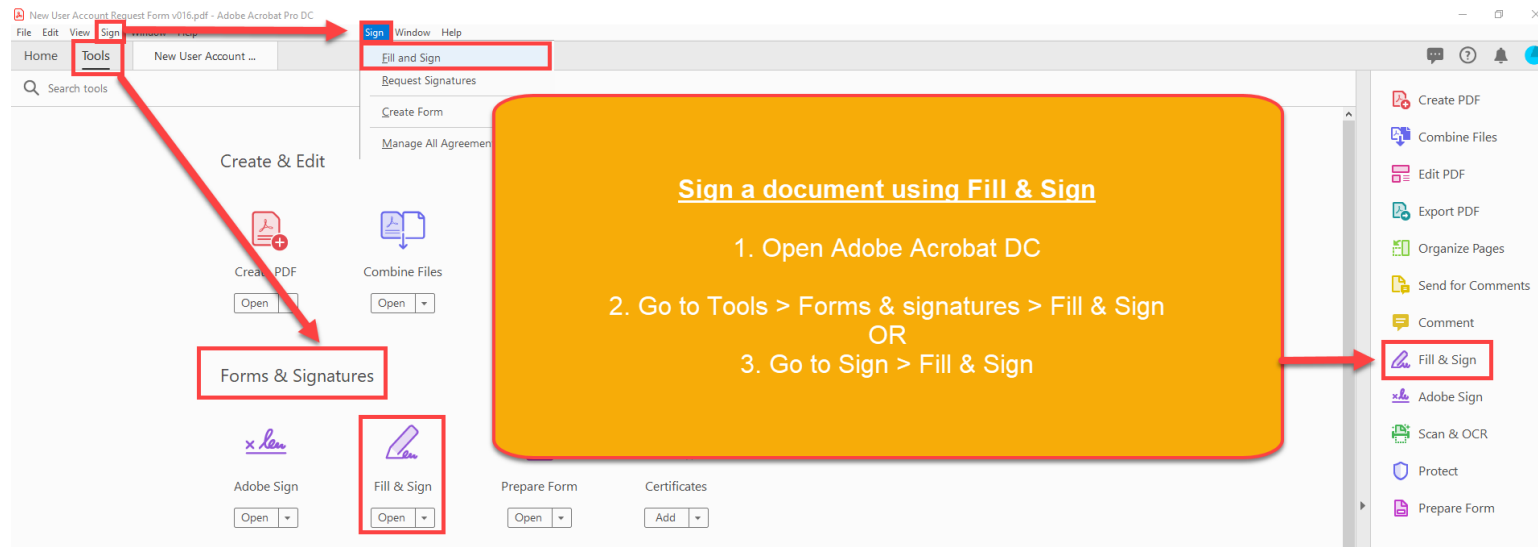 New User Account Request Form v016.pdf - Adobe Acrobat Pro DC
File Edit View Sign Window Help
Sign Window Help
Home Tools New User Account ...
Fill and Sign
Search tools
Request Signatures
Create Form
Manage All Agreemen
Create & Edit
Create PDF
Open
Combine Files
Open
Sign a document using Fill & Sign
1. Open Adobe Acrobat DC
2. Go to Tools > Forms & signatures > Fill & Sign
OR
3. Go to Sign > Fill & Sign
Forms & Signatures
Adobe Sign
Open
Fill & Sign
Open
Prepare Form
Open
Certificates
Add
Create PDF
Combine Files
Edit PDF
Export PDF
Organize Pages
Send for Comments
Comment
Fill & Sign
Adobe Sign
Scan & OCR
Protect
Prepare Form